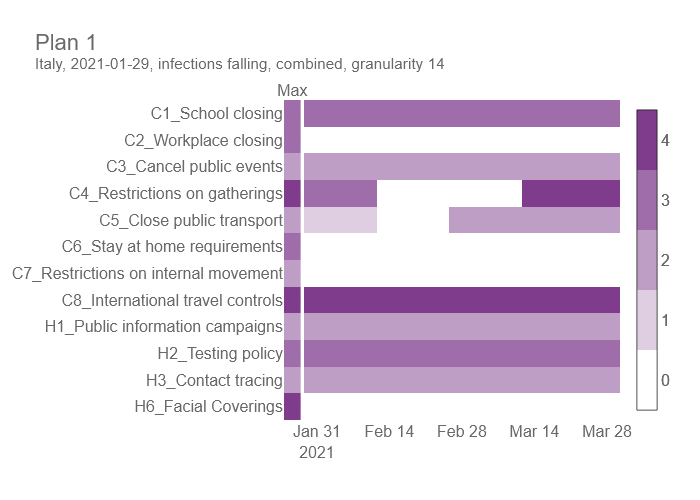 Plan 1
Italy, 2021-01-29, infections falling, combined, granularity 14
Max
C1_School closing
C2_Workplace closing
C3_Cancel public events
C4_Restrictions on gatherings
C5_Close public transport
C6_Stay at home requirements
C7_Restrictions on internal movement
C8_International travel controls
H1_Public information campaigns
H2_Testing policy
H3_Contact tracing
H6_Facial Coverings
Jan 31 Feb 14 Feb 28 Mar 14 Mar 28
2021
4
3
2
1
0